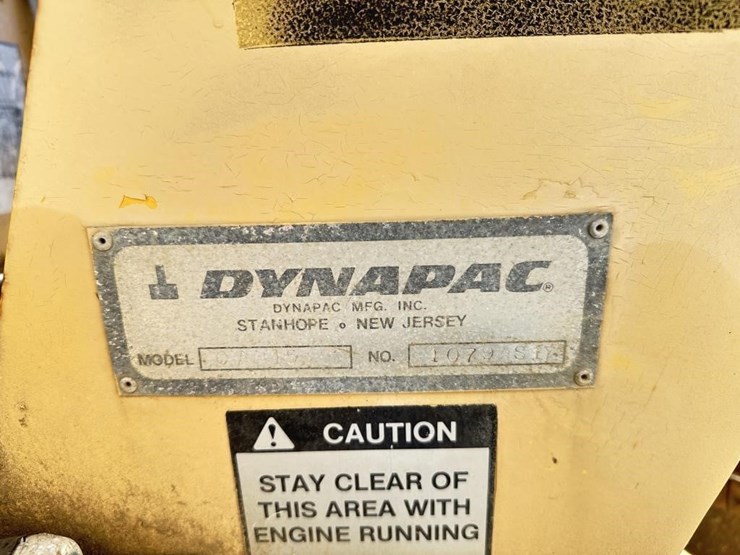 DYNAPAC®
DYNAPAC MFG. INC.
STANHOPE • NEW JERSEY
MODEL NO.
CAUTION
STAY CLEAR OF
THIS AREA WITH
ENGINE RUNNING